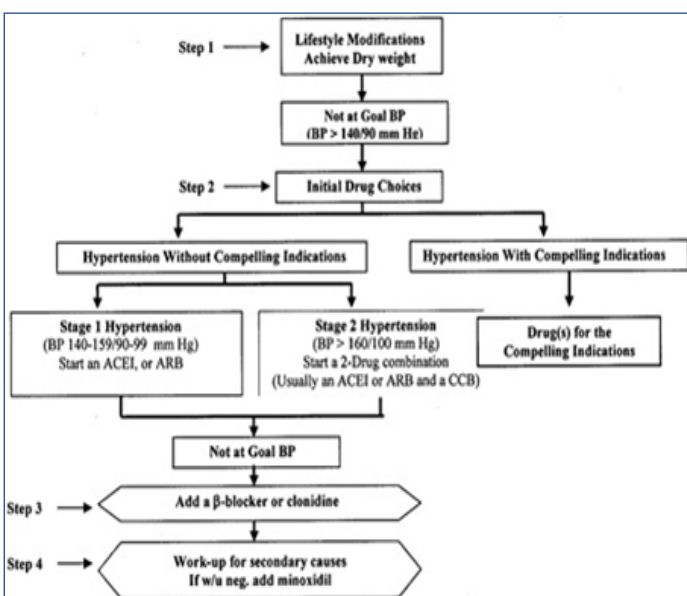 Step 1
Lifestyle Modifications
Achieve Dry weight
Not at Goal BP
(BP > 140/90 mm Hg)
Step 2
Initial Drug Choices
Hypertension Without Compelling Indications
Hypertension With Compelling Indications
Stage 1 Hypertension
(BP 140-159/90-99 mm Hg)
Start an ACEI, or ARB
Stage 2 Hypertension
(BP > 160/100 mm Hg)
Start a 2-Drug combination
(Usually an ACEI or ARB and a CCB)
Drug(s) for the
Compelling Indications
Not at Goal BP
Step 3
Add a β-blocker or clonidine
Step 4
Work-up for secondary causes
If w/u neg. add minoxidil